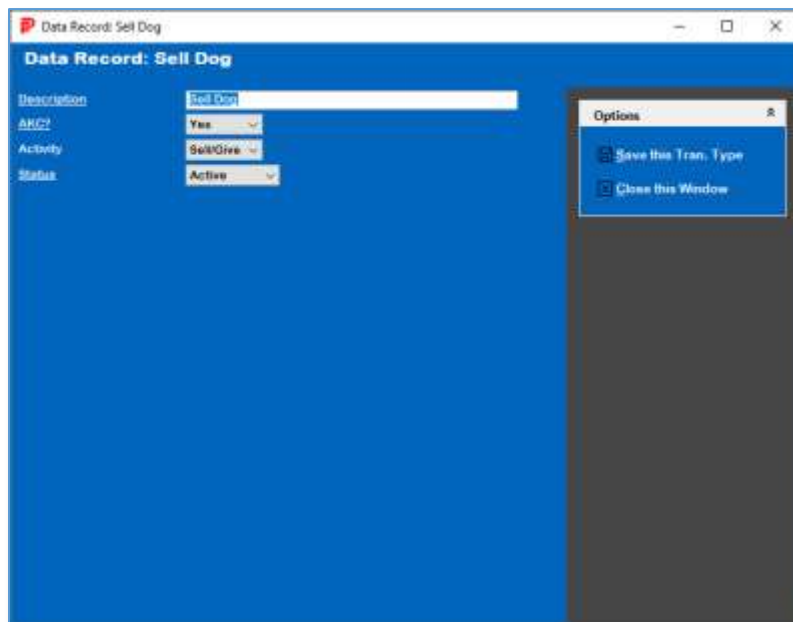 Data Record: Sell Dog
Data Record: Sell Dog
Description Sell Dog
AKC? Yes
Activity Sell/Give
Status Active
Options
Save this Tran. Type
Close this Window